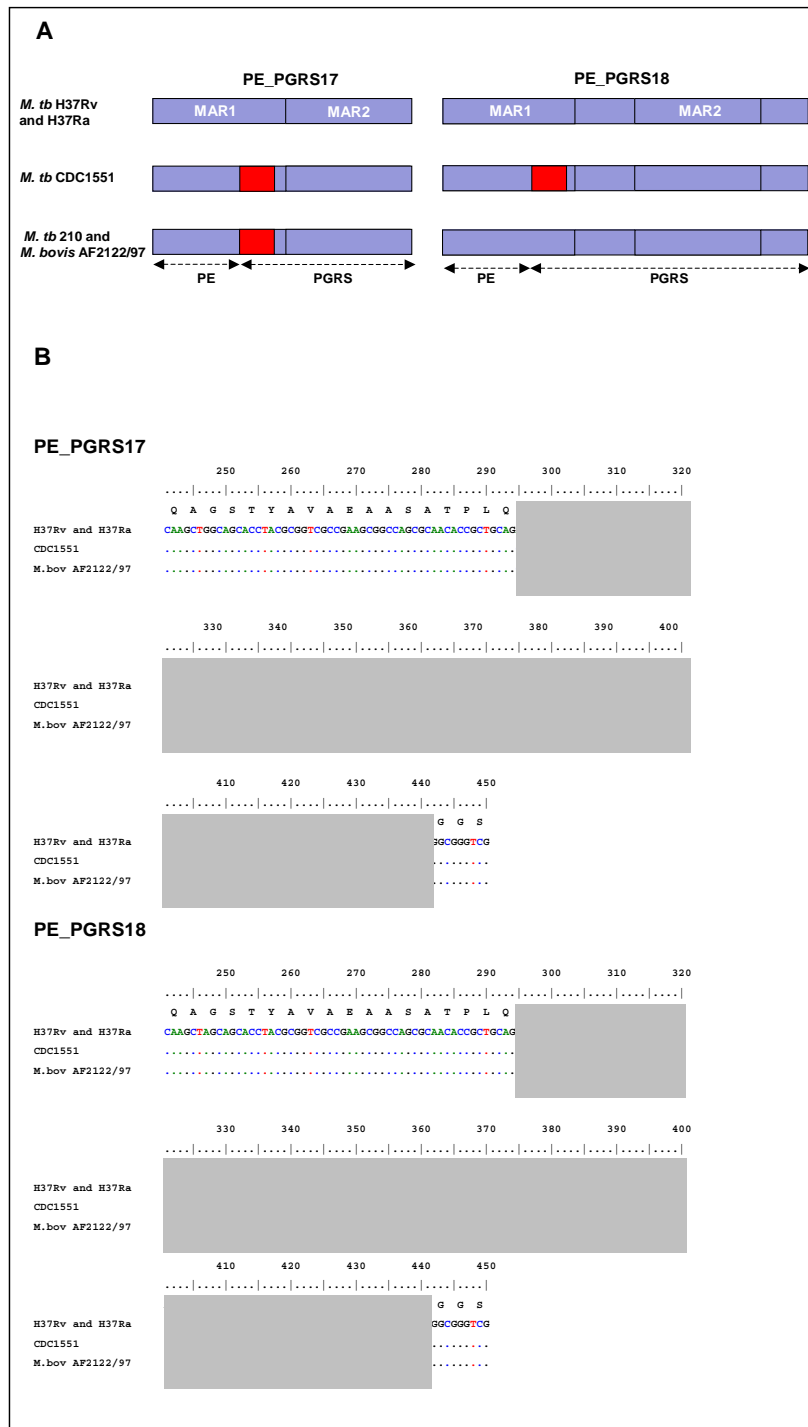 A
PE_PGRS17 PE_PGRS18
M. tb H37Rv and H37Ra
MAR1 MAR2 MAR1 MAR2
M. tb CDC1551
M. tb 210 and
M. bovis AF2122/97
PE PGRS PE PGRS
B
PE_PGRS17
250 260 270 280 290 300 310 320
....|....|....|....|....|....|....|....|....|....|....|....|....|....|....|....|
Q A G S T Y A V A E A A S A T P L Q
H37Rv and H37Ra CAAGCTGGCAGCACCTACGCGGTCGCCGAAGCGGCCAGCGCAACACCGCTGCAG
CDC1551 ......................................................
M.bov AF2122/97 ......................................................
330 340 350 360 370 380 390 400
....|....|....|....|....|....|....|....|....|....|....|....|....|....|....|....|
H37Rv and H37Ra
CDC1551
M.bov AF2122/97
410 420 430 440 450
....|....|....|....|....|....|....|....|....|....|
G G S
H37Rv and H37Ra GGCGGGTCG
CDC1551 .........
M.bov AF2122/97 .........
PE_PGRS18
250 260 270 280 290 300 310 320
....|....|....|....|....|....|....|....|....|....|....|....|....|....|....|....|
Q A G S T Y A V A E A A S A T P L Q
H37Rv and H37Ra CAAGCTAGCAGCACCTACGCGGTCGCCGAAGCGGCCAGCGCAACACCGCTGCAG
CDC1551 ......................................................
M.bov AF2122/97 ......................................................
330 340 350 360 370 380 390 400
....|....|....|....|....|....|....|....|....|....|....|....|....|....|....|....|
H37Rv and H37Ra
CDC1551
M.bov AF2122/97
410 420 430 440 450
....|....|....|....|....|....|....|....|....|....|
G G S
H37Rv and H37Ra GGCGGGTCG
CDC1551 .........
M.bov AF2122/97 .........